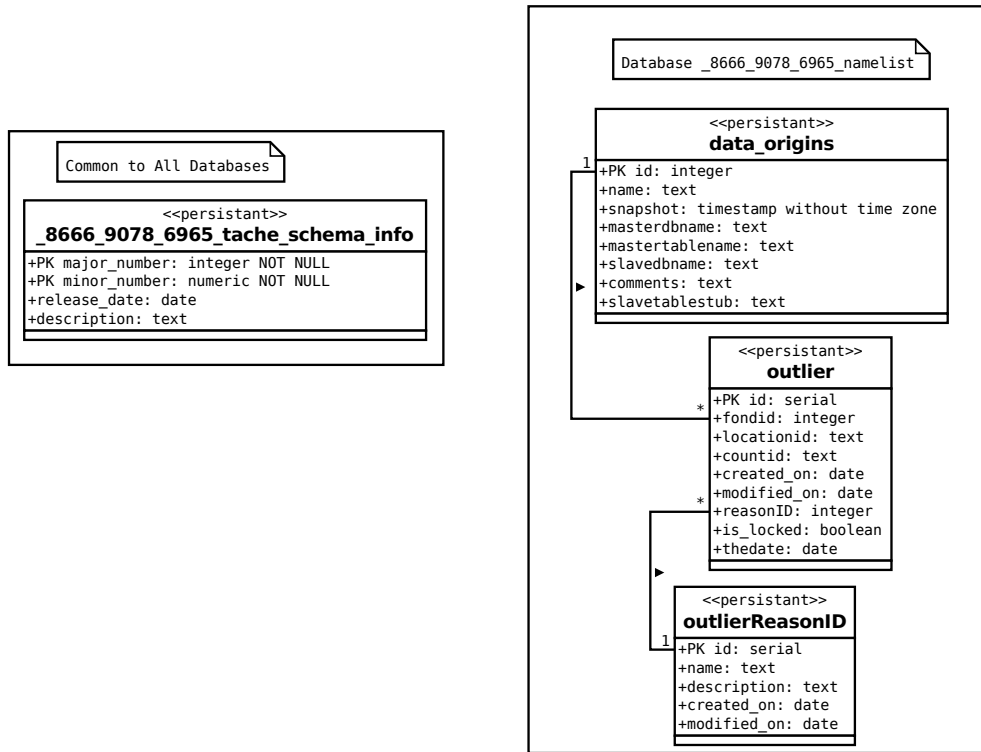 Common to All Databases
<<persistant>>
_8666_9078_6965_tache_schema_info
+PK major_number: integer NOT NULL
+PK minor_number: numeric NOT NULL
+release_date: date
+description: text
Database _8666_9078_6965_namelist
<<persistant>>
data_origins
1
+PK id: integer
+name: text
+snapshot: timestamp without time zone
+masterdbname: text
+mastertablename: text
+slavedbname: text
+comments: text
+slavetablestub: text
<<persistant>>
outlier
+PK id: serial
*
+fondid: integer
+locationid: text
+countid: text
+created_on: date
+modified_on: date
*
+reasonID: integer
+is_locked: boolean
+thedate: date
<<persistant>>
outlierReasonID
1
+PK id: serial
+name: text
+description: text
+created_on: date
+modified_on: date